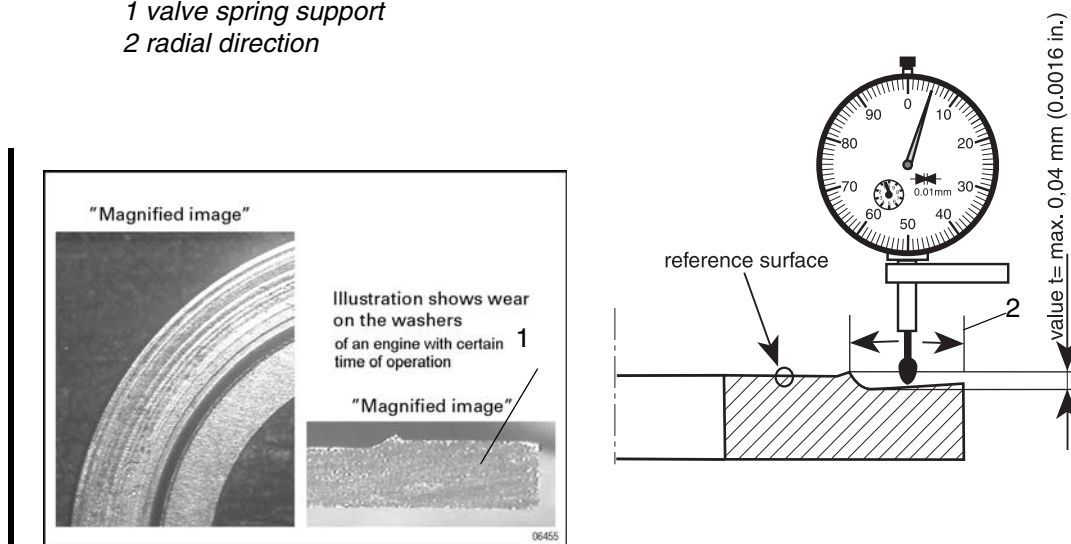 1 valve spring support
2 radial direction
"Magnified image"
Illustration shows wear
on the washers
of an engine with certain
time of operation
1
"Magnified image"
06455
0
10
20
30
40
50
60
70
80
90
0.01mm
reference surface
2
value t= max. 0,04 mm (0.0016 in.)